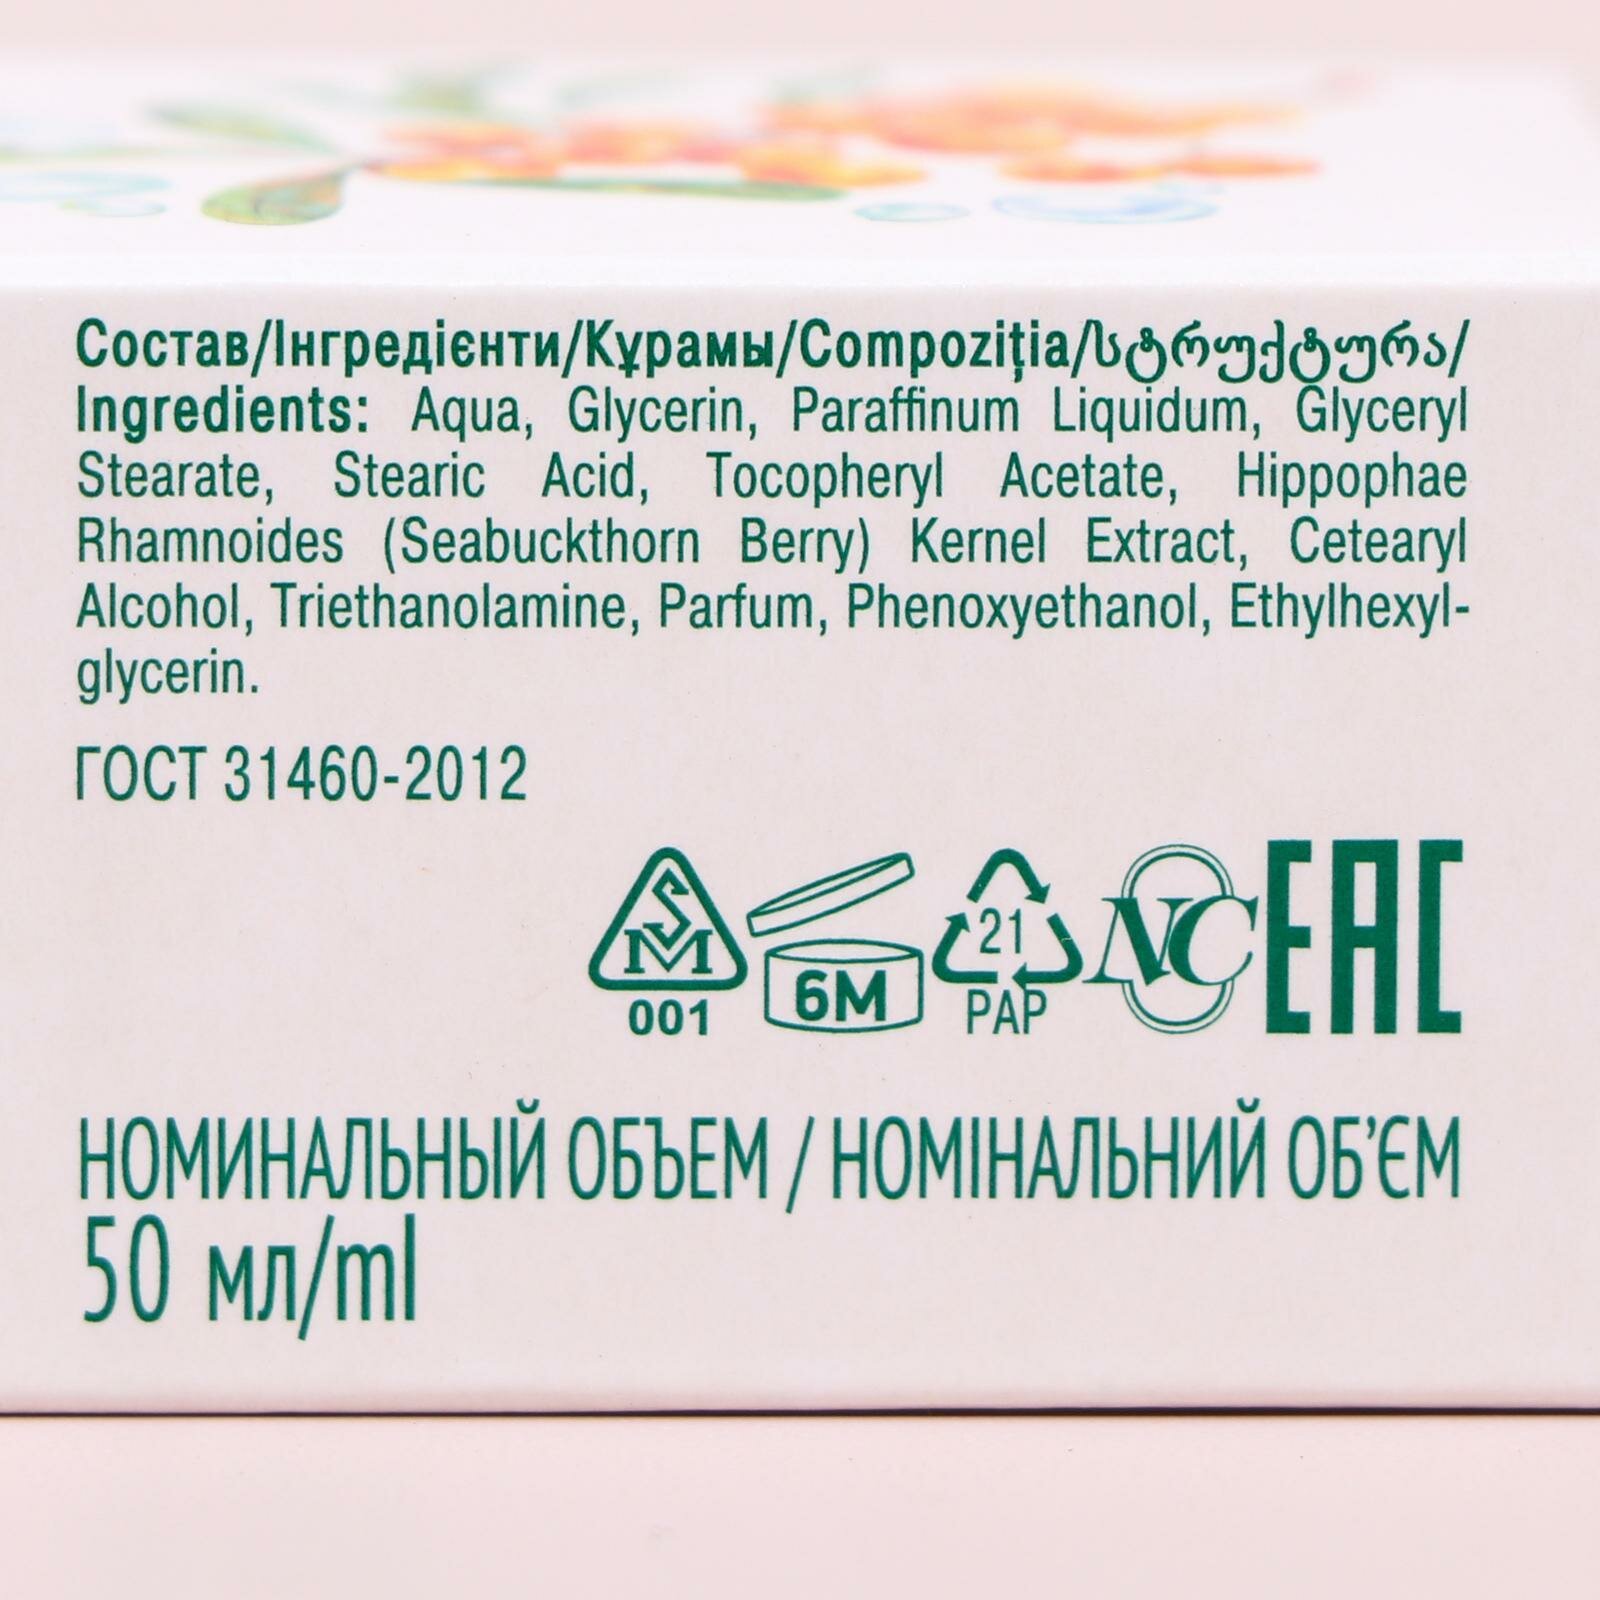 Состав/Інгредієнти/Құрамы/Compoziția/სტრუქტურა/
Ingredients: Aqua, Glycerin, Paraffinum Liquidum, Glyceryl
Stearate, Stearic Acid, Tocopheryl Acetate, Hippophae
Rhamnoides (Seabuckthorn Berry) Kernel Extract, Cetearyl
Alcohol, Triethanolamine, Parfum, Phenoxyethanol, Ethylhexyl-
glycerin.
ГОСТ 31460-2012
SM
001
6M
21
PAP
NC
EAC
НОМИНАЛЬНЫЙ ОБЪЕМ / НОМІНАЛЬНИЙ ОБ’ЄМ
50 мл/ml